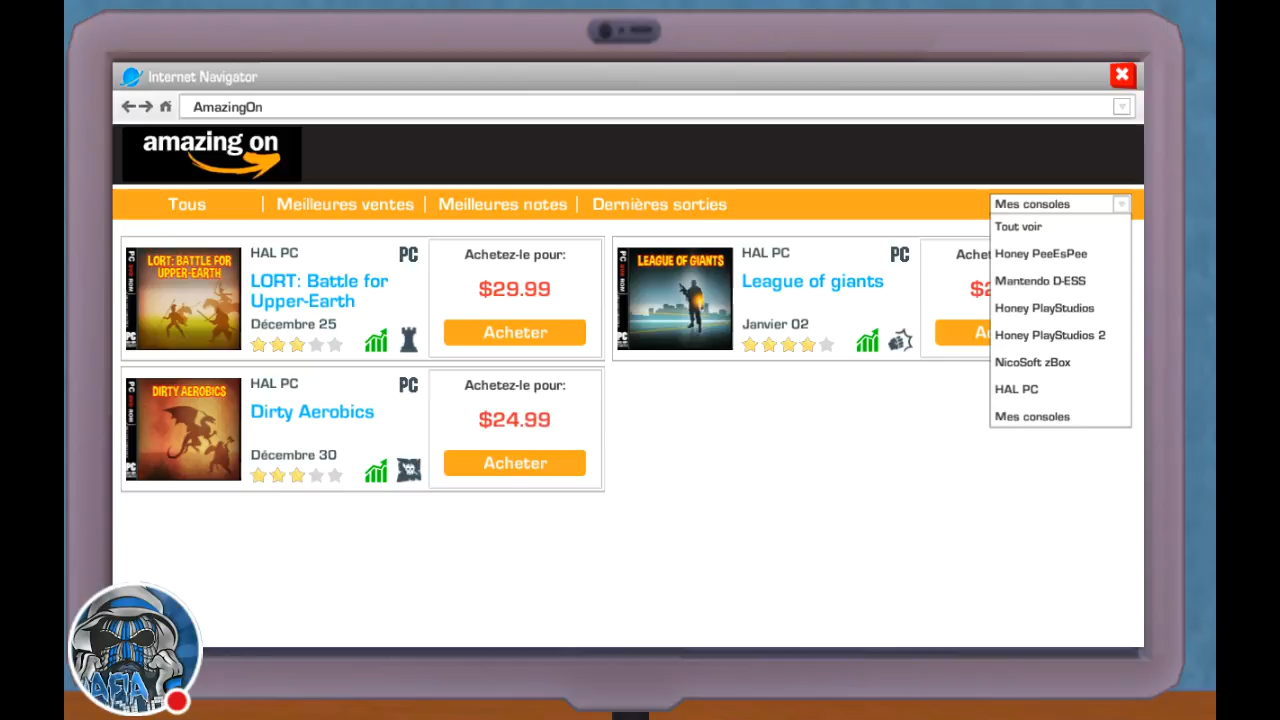 Internet Navigator
AmazingOn
amazing on
Tous
Meilleures ventes
Meilleures notes
Dernières sorties
Mes consoles
Tout voir
Honey PeeEsPee
Mantendo D-ESS
Honey PlayStudios
Honey PlayStudios 2
NicoSoft zBox
HAL PC
Mes consoles
LORT: BATTLE FOR
UPPER-EARTH
PC
HAL PC
PC
LORT: Battle for
Upper-Earth
Décembre 25
Achetez-le pour:
$29.99
Acheter
LEAGUE OF GIANTS
PC
HAL PC
PC
League of giants
Janvier 02
DIRTY AEROBICS
PC
HAL PC
PC
Dirty Aerobics
Décembre 30
Achetez-le pour:
$24.99
Acheter
AFIA